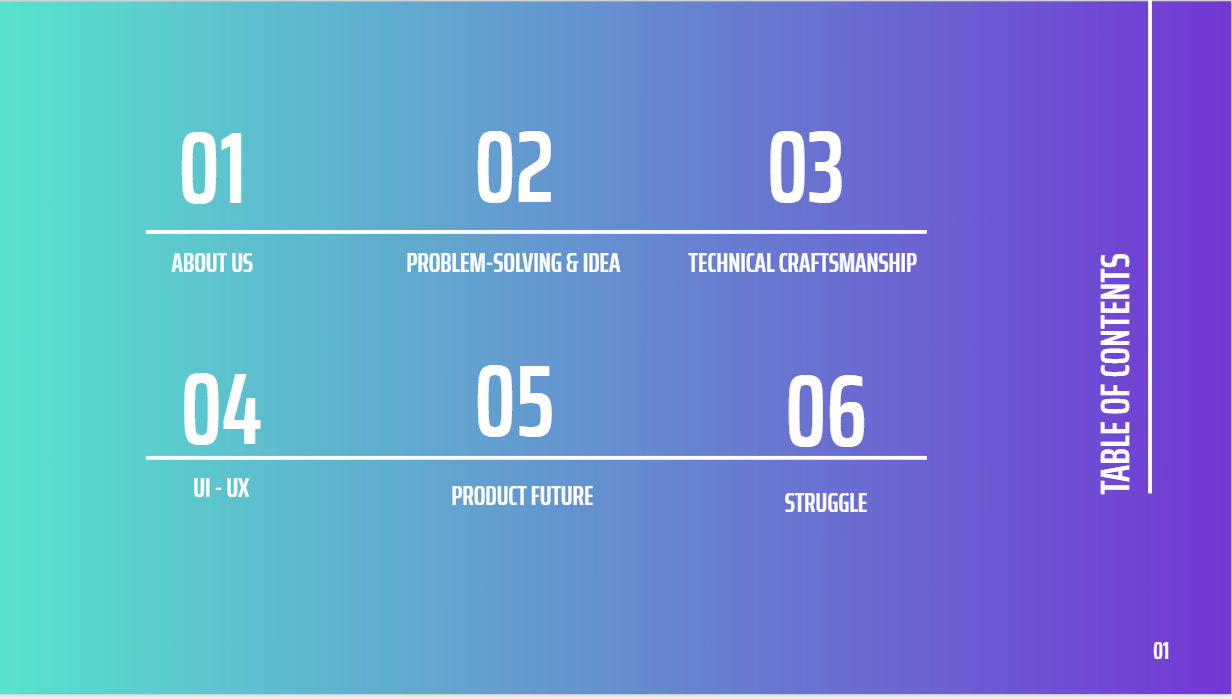 01
02
03
ABOUT US
PROBLEM-SOLVING & IDEA
TECHNICAL CRAFTSMANSHIP
04
05
06
UI - UX
PRODUCT FUTURE
STRUGGLE
TABLE OF CONTENTS
01